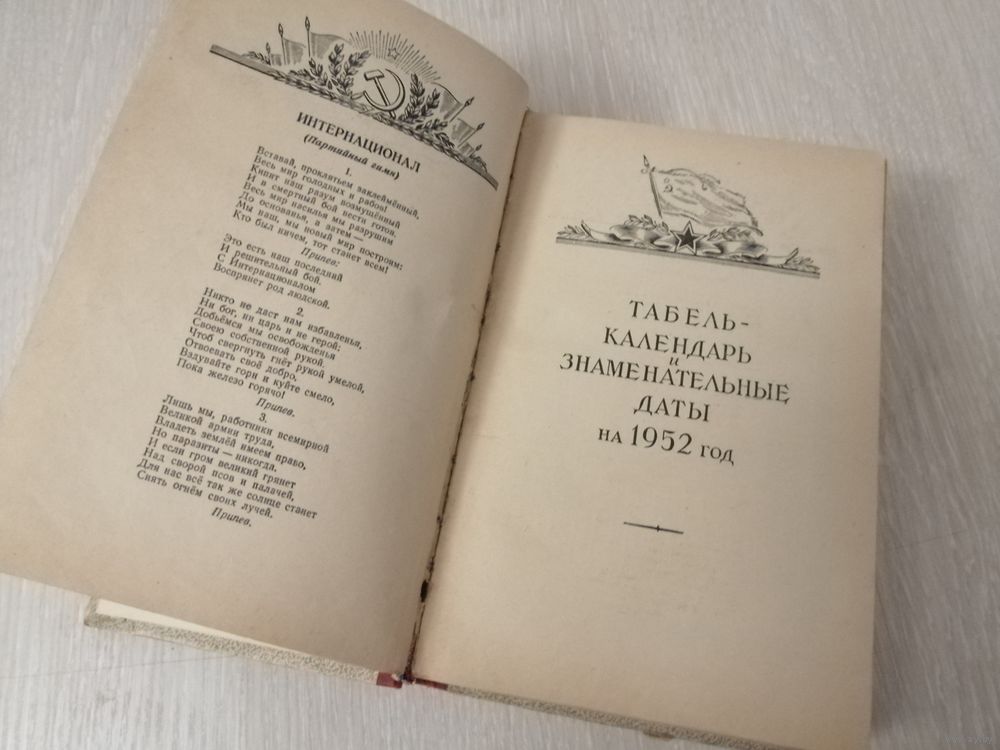 ИНТЕРНАЦИОНАЛ
(Партийный гимн)
1.
Вставай, проклятьем заклеймённый,
Весь мир голодных и рабов!
Кипит наш разум возмущённый
И в смертный бой вести готов.
Весь мир насилья мы разрушим
До основанья, а затем —
Мы наш, мы новый мир построим:
Кто был ничем, тот станет всем!
Припев:
Это есть наш последний
И решительный бой.
С Интернационалом
Воспрянет род людской.
2.
Никто не даст нам избавленья,
Ни бог, ни царь и не герой:
Добьёмся мы освобожденья
Своею собственной рукой.
Чтоб свергнуть гнёт рукой умелой,
Отвоевать своё добро,
Вздувайте горн и куйте смело,
Пока железо горячо!
Припев.
3.
Лишь мы, работники всемирной
Великой армии труда,
Владеть землёй имеем право,
Но паразиты — никогда.
И если гром великий грянет
Над сворой псов и палачей,
Для нас всё так же солнце станет
Сиять огнём своих лучей.
Припев.
ТАБЕЛЬ-
КАЛЕНДАРЬ
и
ЗНАМЕНАТЕЛЬНЫЕ
ДАТЫ
НА 1952 ГОД